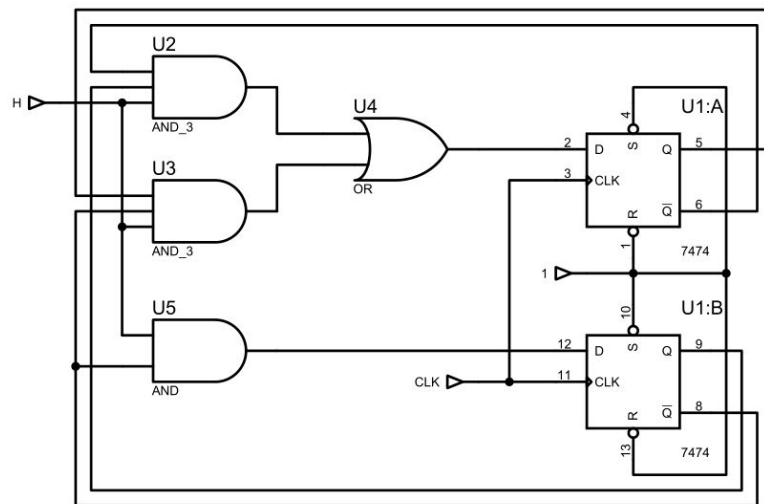 U2
H
AND_3
U4
OR
U3
AND_3
U5
AND
4
U1:A
2
D
S
Q
5
3
CLK
R
Q
6
1
7474
1
10
U1:B
12
D
S
Q
9
CLK
11
CLK
R
Q
8
13
7474